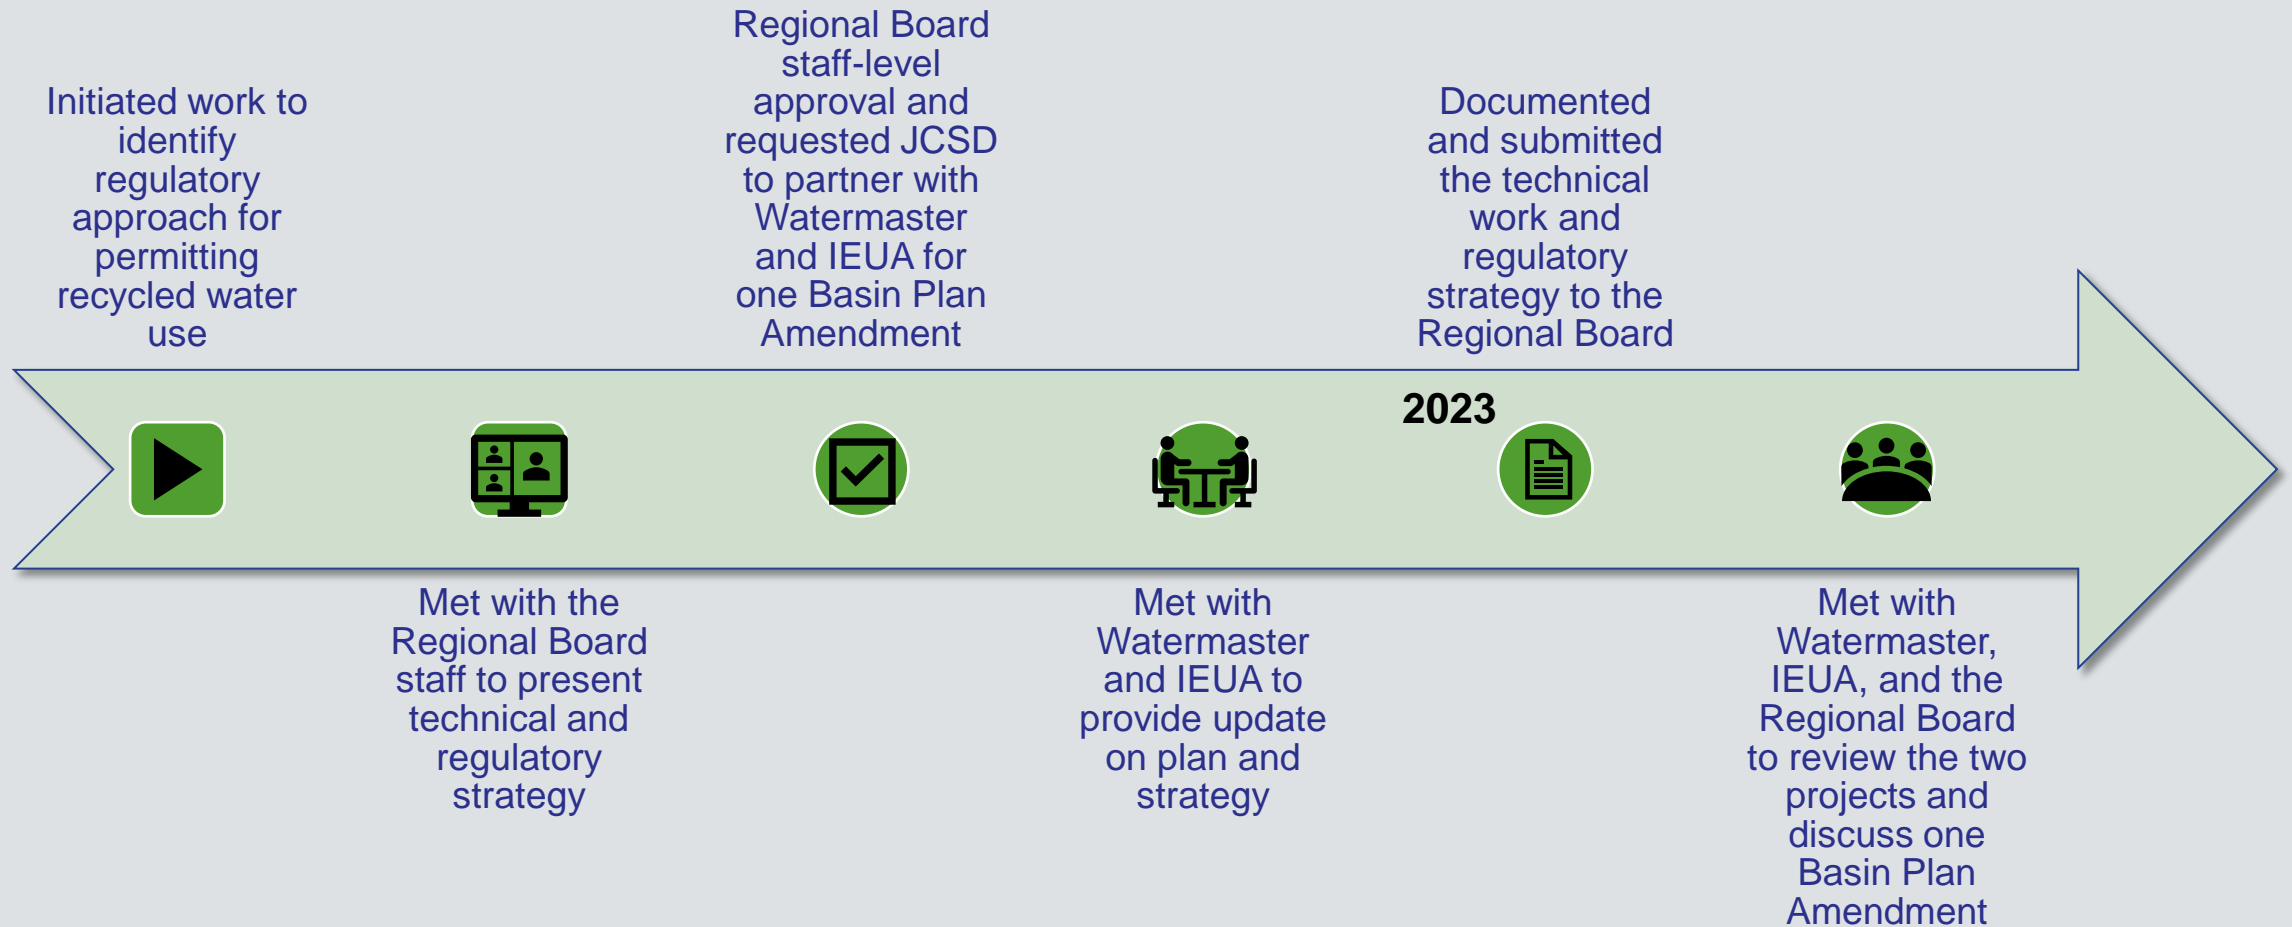 Initiated work to
identify
regulatory
approach for
permitting
recycled water
use
Met with the
Regional Board
staff to present
technical and
regulatory
strategy
Regional Board
staff-level
approval and
requested JCSD
to partner with
Watermaster
and IEUA for
one Basin Plan
Amendment
Met with
Watermaster
and IEUA to
provide update
on plan and
strategy
2023
Documented
and submitted
the technical
work and
regulatory
strategy to the
Regional Board
Met with
Watermaster,
IEUA, and the
Regional Board
to review the two
projects and
discuss one
Basin Plan
Amendment